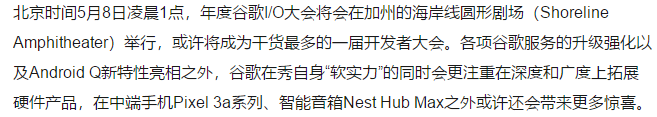 北京时间5月8日凌晨1点，年度谷歌I/O大会将会在加州的海岸线圆形剧场（Shoreline
Amphitheater）举行，或许将成为干货最多的一届开发者大会。各项谷歌服务的升级强化以
及Android Q新特性亮相之外，谷歌在秀自身“软实力”的同时会更注重在深度和广度上拓展
硬件产品，在中端手机Pixel 3a系列、智能音箱Nest Hub Max之外或许还会带来更多惊喜。